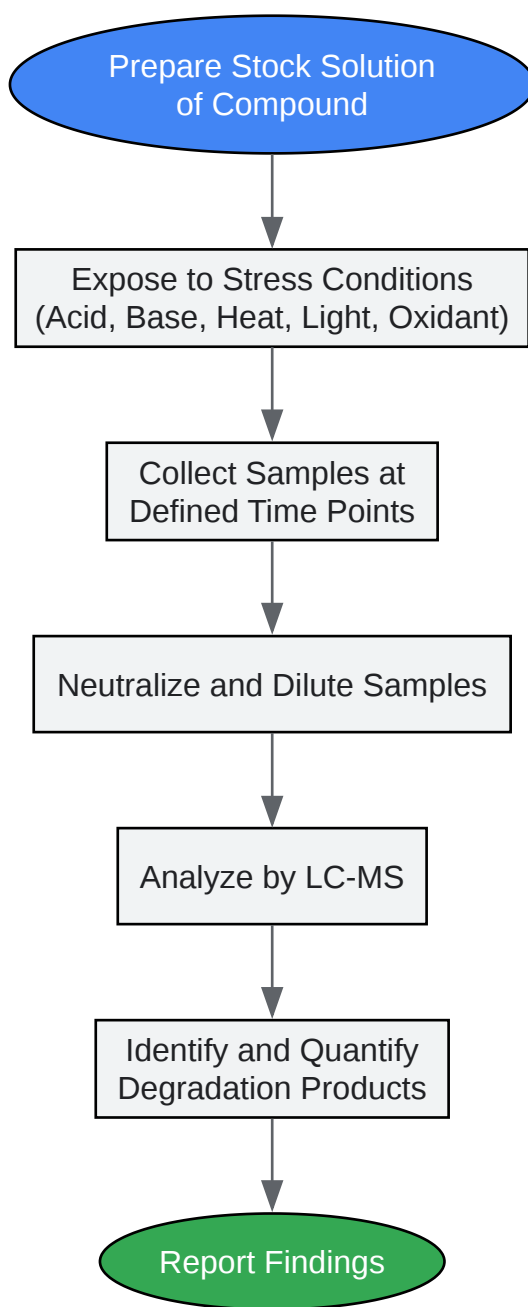 Prepare Stock Solution
of Compound
Expose to Stress Conditions
(Acid, Base, Heat, Light, Oxidant)
Collect Samples at
Defined Time Points
Neutralize and Dilute Samples
Analyze by LC-MS
Identify and Quantify
Degradation Products
Report Findings